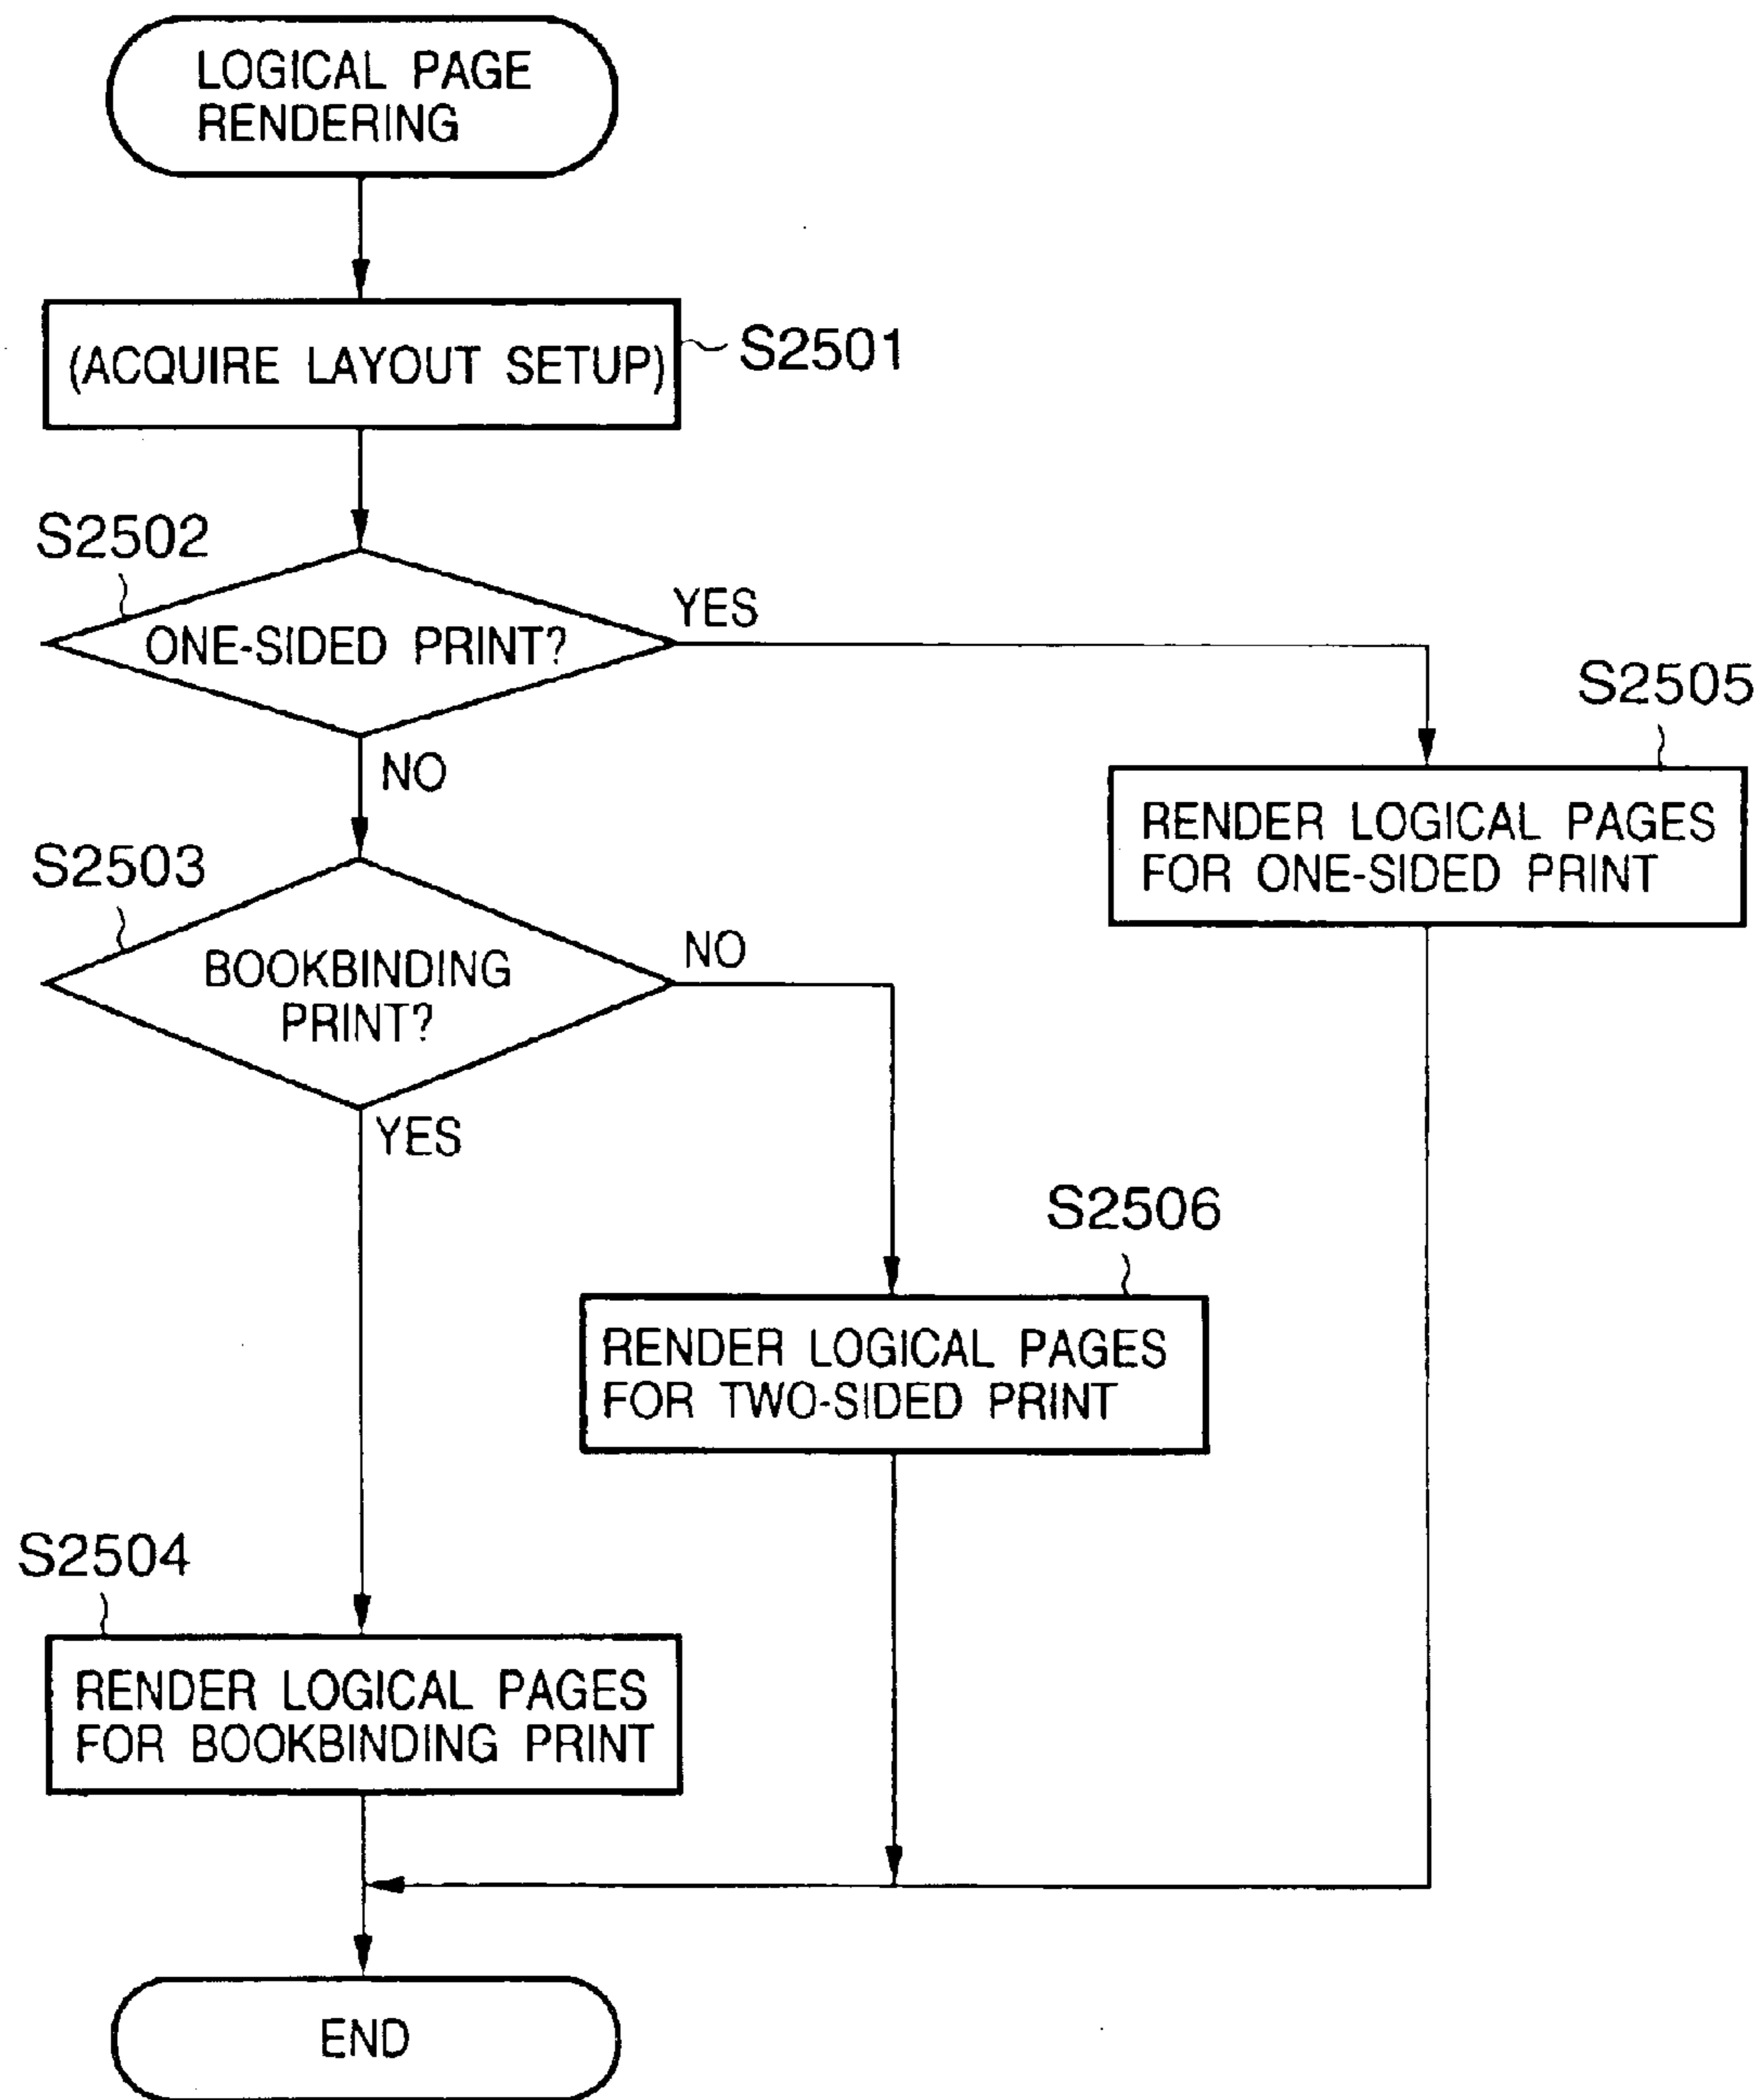 LOGICAL PAGE
RENDERING
(ACQUIRE LAYOUT SETUP)
S2501
S2502
ONE-SIDED PRINT?
YES
NO
S2505
RENDER LOGICAL PAGES
FOR ONE-SIDED PRINT
S2503
BOOKBINDING
PRINT?
NO
YES
S2506
RENDER LOGICAL PAGES
FOR TWO-SIDED PRINT
S2504
RENDER LOGICAL PAGES
FOR BOOKBINDING PRINT
END